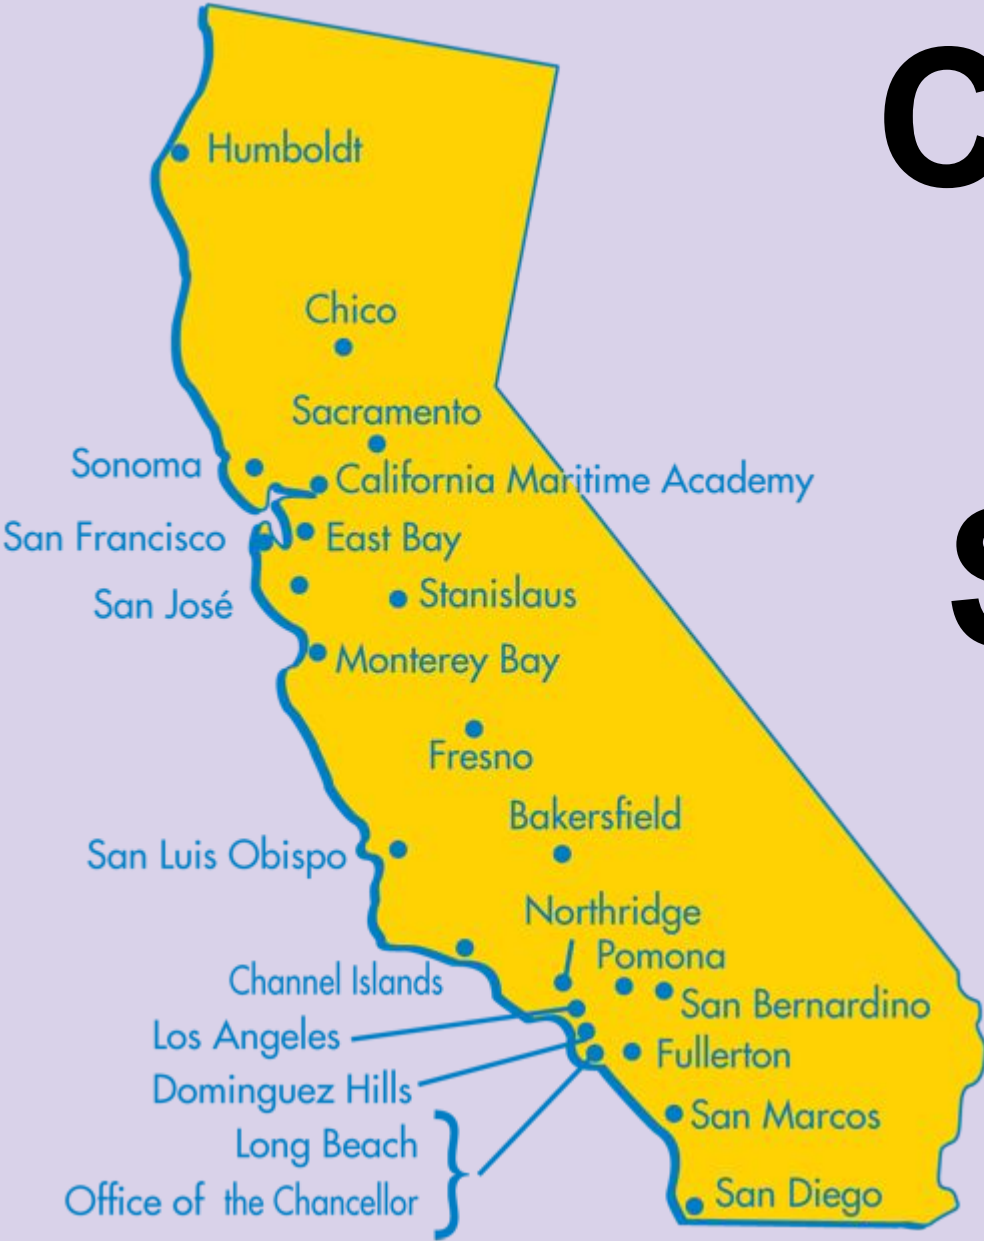 C
Humboldt
Chico
Sacramento
Sonoma
California Maritime Academy
San Francisco
East Bay
S
San José
Stanislaus
Monterey Bay
Fresno
Bakersfield
San Luis Obispo
Northridge
Pomona
Channel Islands
San Bernardino
Los Angeles
Fullerton
Dominguez Hills
San Marcos
Long Beach
San Diego
Office of the Chancellor